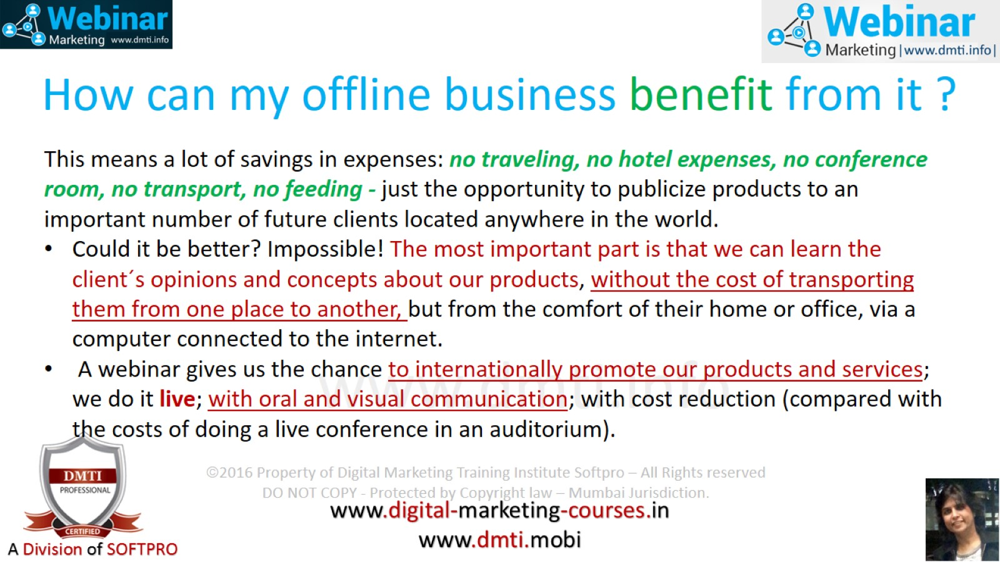 Webinar
Marketing www.dmti.info
Webinar
Marketing|www.dmti.info|
How can my offline business benefit from it ?
This means a lot of savings in expenses: no traveling, no hotel expenses, no conference
room, no transport, no feeding - just the opportunity to publicize products to an
important number of future clients located anywhere in the world.
• Could it be better? Impossible! The most important part is that we can learn the
client´s opinions and concepts about our products, without the cost of transporting
them from one place to another, but from the comfort of their home or office, via a
computer connected to the internet.
• A webinar gives us the chance to internationally promote our products and services;
we do it live; with oral and visual communication; with cost reduction (compared with
the costs of doing a live conference in an auditorium).
www.dmti.info
DMTI
PROFESSIONAL
CERTIFIED
A Division of SOFTPRO
©2016 Property of Digital Marketing Training Institute Softpro – All Rights reserved
DO NOT COPY - Protected by Copyright law – Mumbai Jurisdiction.
www.digital-marketing-courses.in
www.dmti.mobi